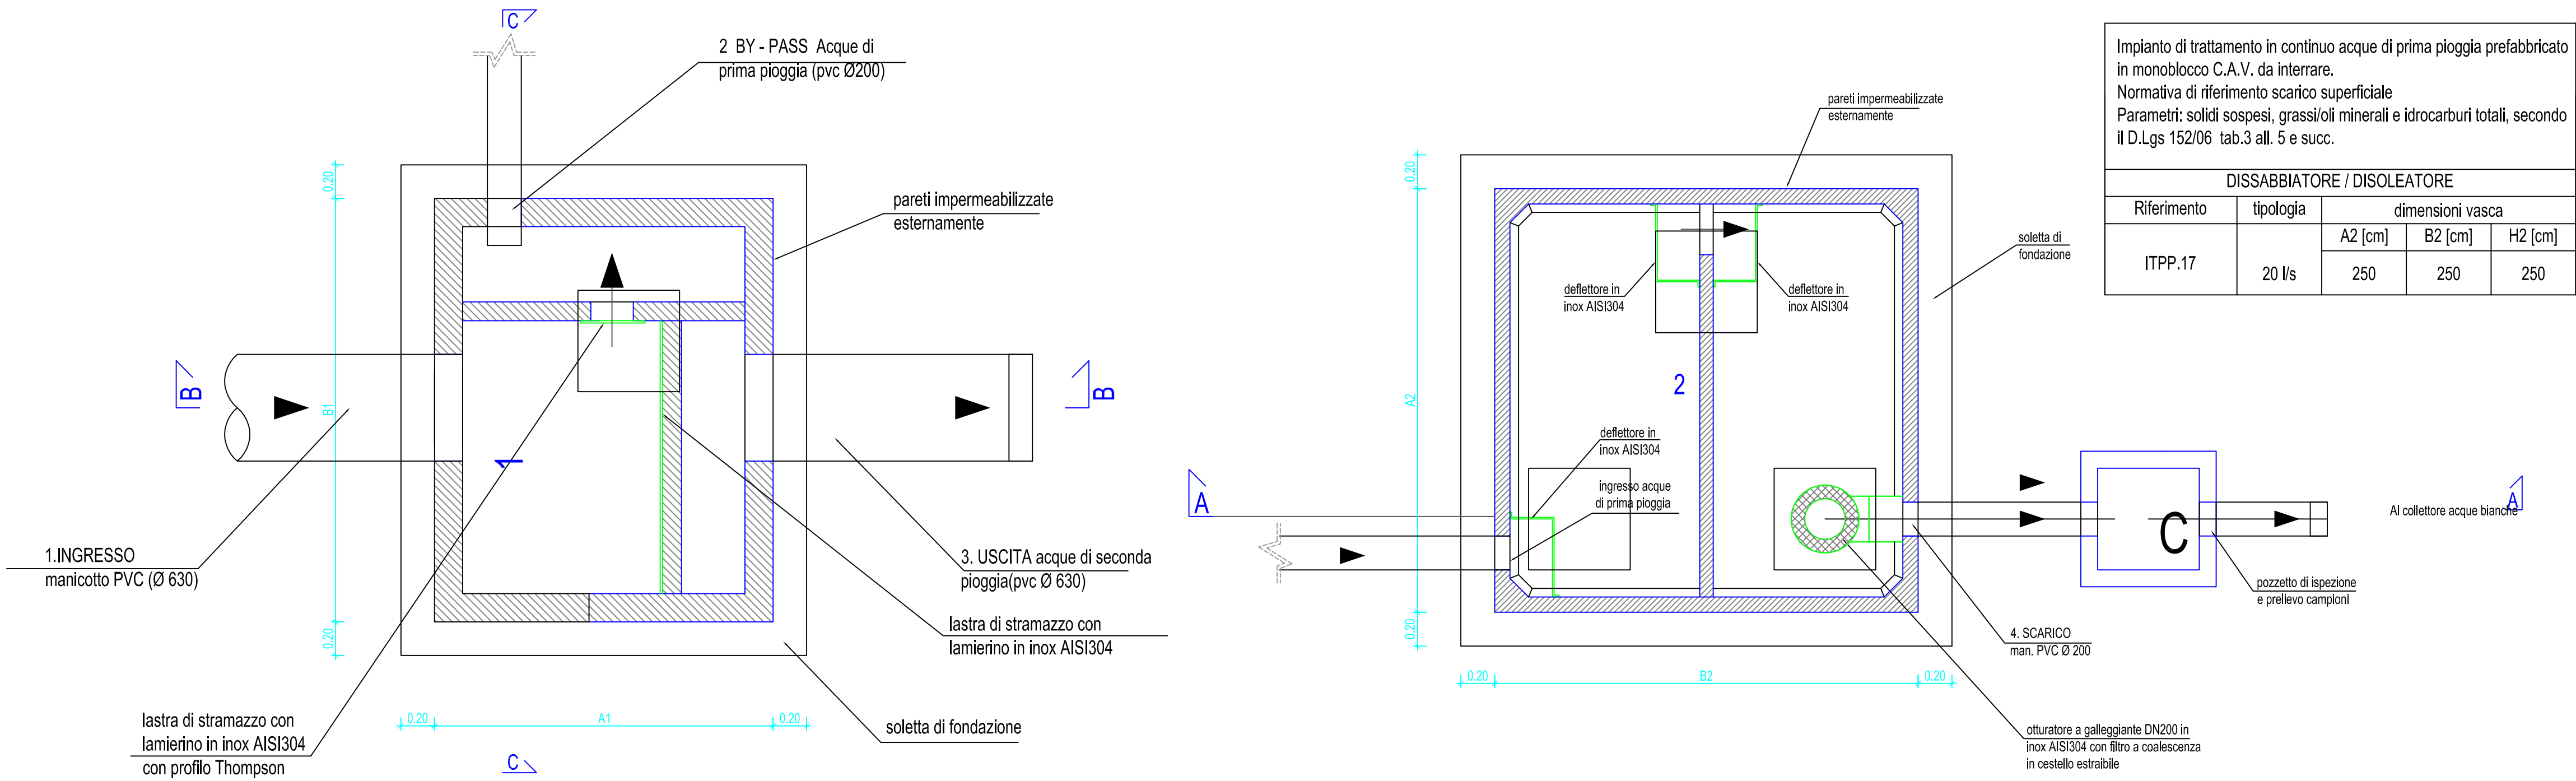 C
2 BY - PASS Acque di
prima pioggia (pvc Ø200)
pareti impermeabilizzate
esternamente
0.20
B1
0.20
B
B
1
1.INGRESSO
manicotto PVC (Ø 630)
3. USCITA acque di seconda
pioggia(pvc Ø 630)
lastra di stramazzo con
lamierino in inox AISI304
soletta di fondazione
lastra di stramazzo con
lamierino in inox AISI304
con profilo Thompson
0.20
A1
0.20
C
pareti impermeabilizzate
esternamente
soletta di
fondazione
0.20
A2
0.20
deflettore in
inox AISI304
deflettore in
inox AISI304
2
deflettore in
inox AISI304
ingresso acque
di prima pioggia
A
A
C
Al collettore acque bianche
pozzetto di ispezione
e prelievo campioni
4. SCARICO
man. PVC Ø 200
0.20
B2
0.20
otturatore a galleggiante DN200 in
inox AISI304 con filtro a coalescenza
in cestello estraibile
Impianto di trattamento in continuo acque di prima pioggia prefabbricato
in monoblocco C.A.V. da interrare.
Normativa di riferimento scarico superficiale
Parametri: solidi sospesi, grassi/oli minerali e idrocarburi totali, secondo
il D.Lgs 152/06 tab.3 all. 5 e succ.
DISSABBIATORE / DISOLEATORE
Riferimento tipologia dimensioni vasca
A2 [cm] B2 [cm] H2 [cm]
ITPP.17 20 l/s 250 250 250